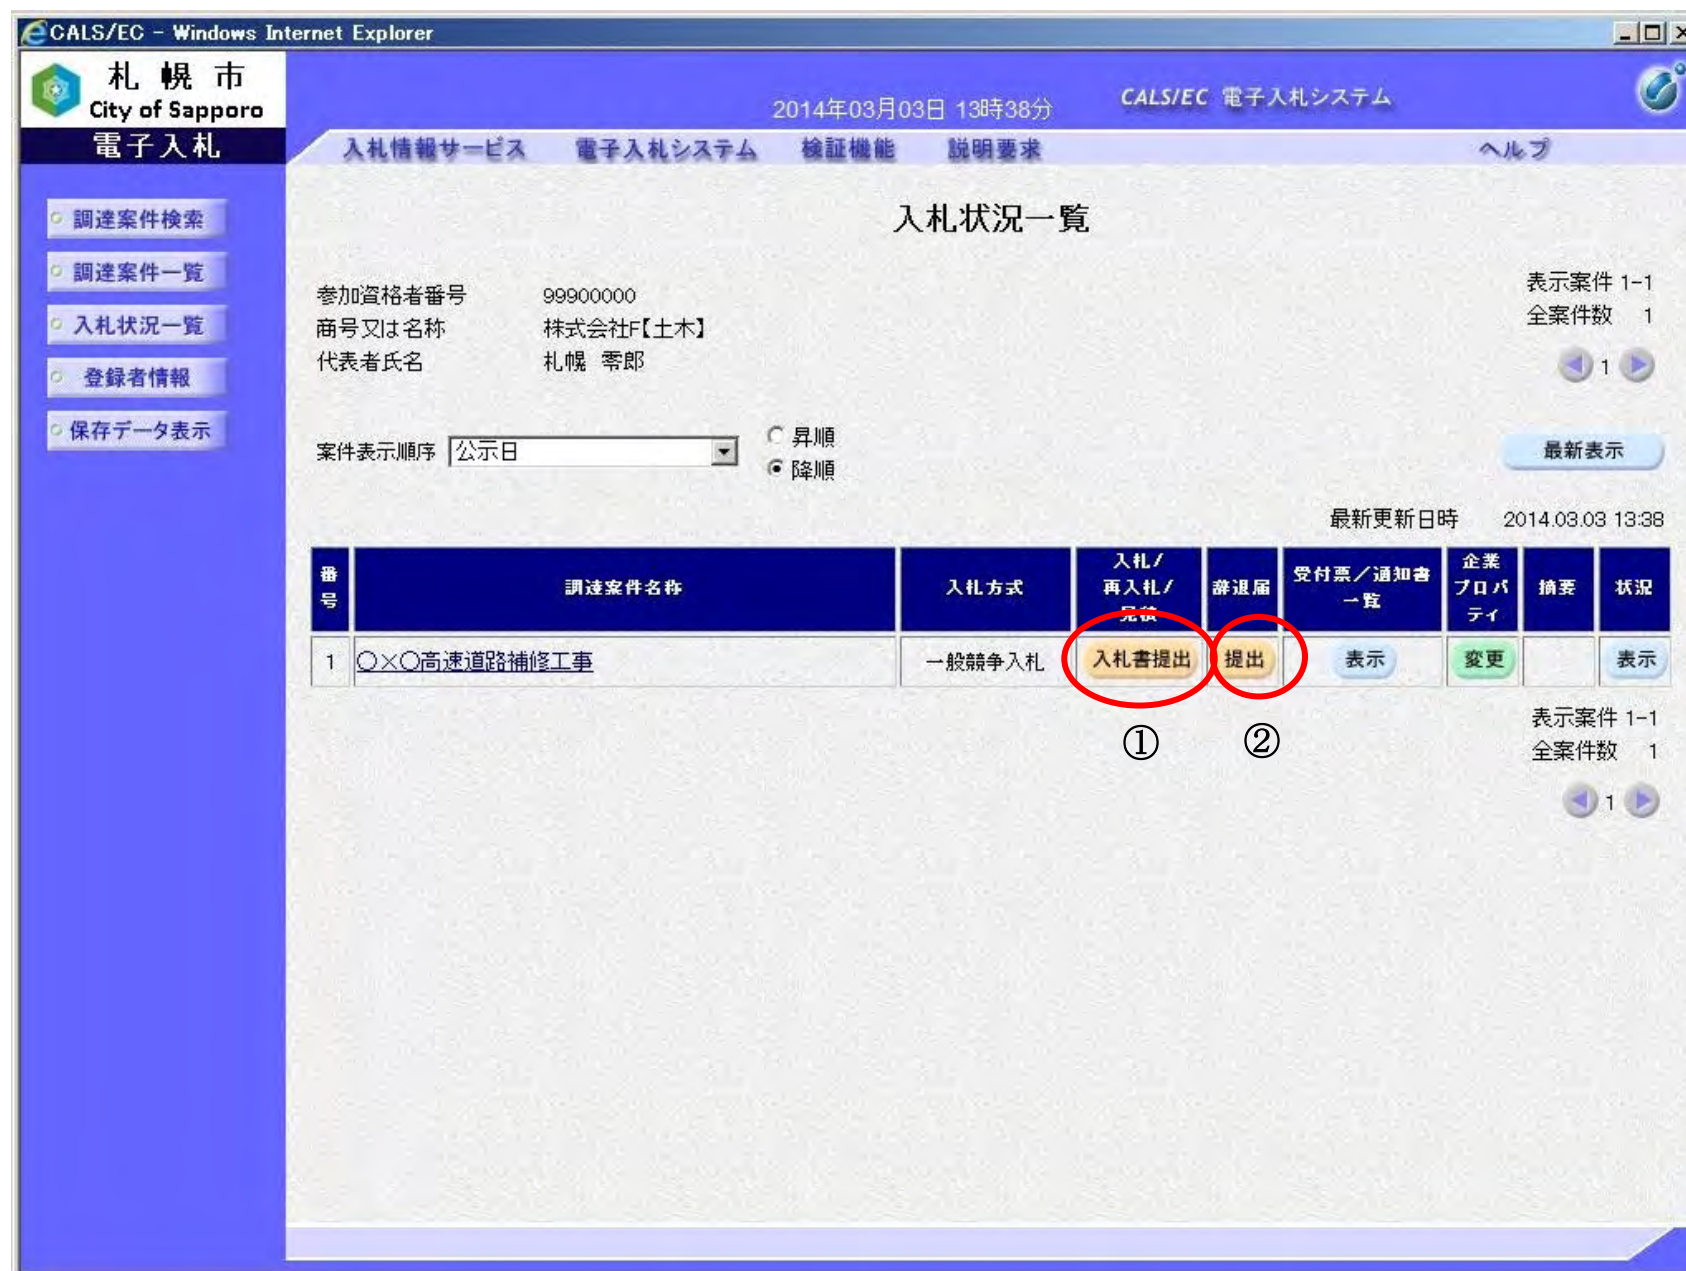 CALS/EC - Windows Internet Explorer
札幌市
City of Sapporo
電子入札
2014年03月03日 13時38分
CALS/EC 電子入札システム
入札情報サービス 電子入札システム 検証機能 説明要求 ヘルプ
調達案件検索
調達案件一覧
入札状況一覧
登録者情報
保存データ表示
入札状況一覧
表示案件 1-1
全案件数 1
1
参加資格者番号 99900000
商号又は名称 株式会社F【土木】
代表者氏名 札幌 零郎
案件表示順序 公示日
昇順
降順
最新表示
最新更新日時 2014.03.03 13:38
番号 調達案件名称 入札方式 入札/再入札/見積 辞退届 受付票/通知書一覧 企業プロパティ 摘要 状況
1 〇×〇高速道路補修工事 一般競争入札 入札書提出 提出 表示 変更 表示
① ②
表示案件 1-1
全案件数 1
1